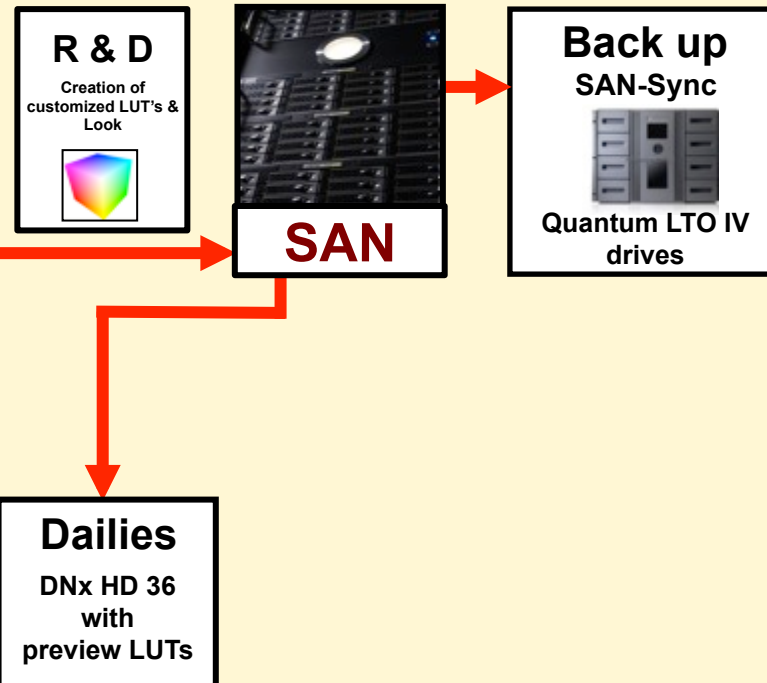 R & D
Creation of
customized LUT's &
Look
SAN
Back up
SAN-Sync
Quantum LTO IV
drives
Dailies
DNx HD 36
with
preview LUTs